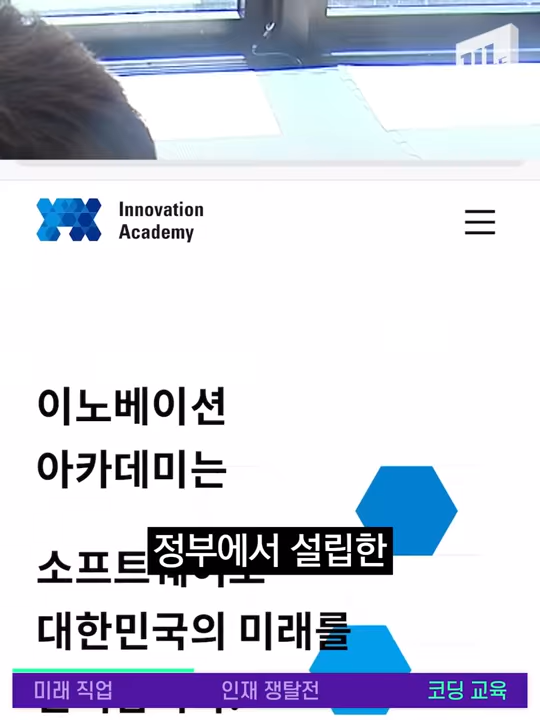 Innovation
Academy
이노베이션
아카데미는
정부에서 설립한
대한민국의 미래를
미래 직업
인재 쟁탈전
코딩 교육